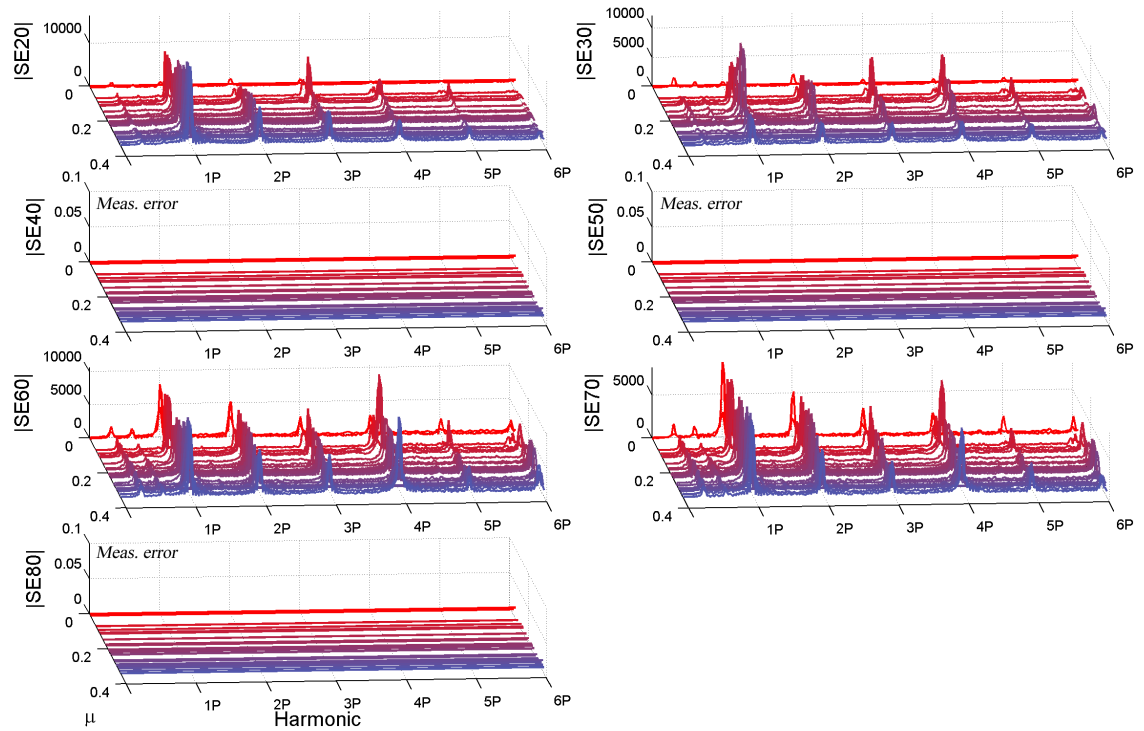 |SE20|
10000
0
0
0.2
0.4
1P
2P
3P
4P
5P
6P
|SE30|
10000
5000
0
0
0.2
0.4
1P
2P
3P
4P
5P
6P
|SE40|
Meas. error
0.1
0.05
0
0
0.2
0.4
1P
2P
3P
4P
5P
6P
|SE50|
Meas. error
0.1
0.05
0
0
0.2
0.4
1P
2P
3P
4P
5P
6P
|SE60|
10000
5000
0
0
0.2
0.4
1P
2P
3P
4P
5P
6P
|SE70|
5000
0
0
0.2
0.4
1P
2P
3P
4P
5P
6P
|SE80|
Meas. error
0.1
0.05
0
0
0.2
0.4
1P
2P
3P
4P
5P
6P
μ
Harmonic